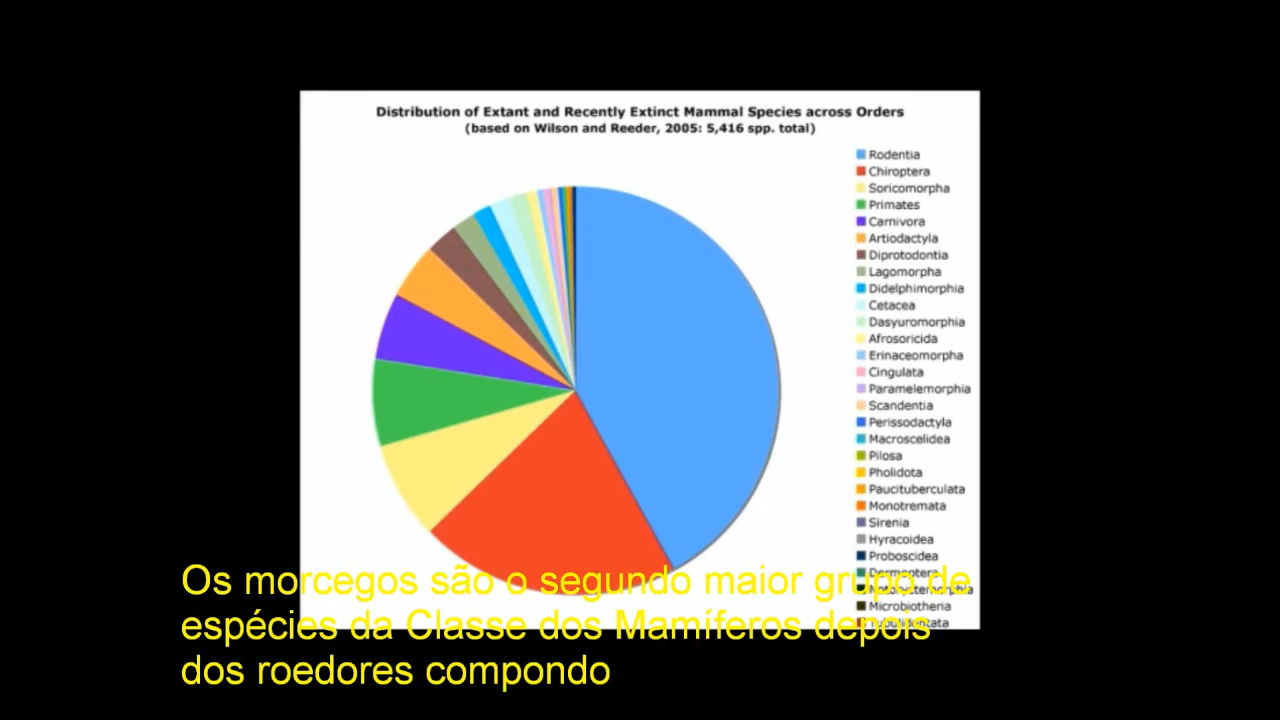 Distribution of Extant and Recently Extinct Mammal Species across Orders
(based on Wilson and Reeder, 2005: 5,416 spp. total)
Rodentia
Chiroptera
Soricomorpha
Primates
Carnivora
Artiodactyla
Diprotodontia
Lagomorpha
Didelphimorphia
Cetacea
Dasyuromorphia
Afrosoricida
Erinaceomorpha
Cingulata
Paramelemorphia
Scandentia
Perissodactyla
Macroscelidea
Pilosa
Pholidota
Paucituberculata
Monotremata
Sirenia
Hyracoidea
Proboscidea
Dermoptera
Notoryctemorphia
Microbiotheria
Tubulidentata
Os morcegos são o segundo maior grupo de
espécies da Classe dos Mamíferos depois
dos roedores compondo